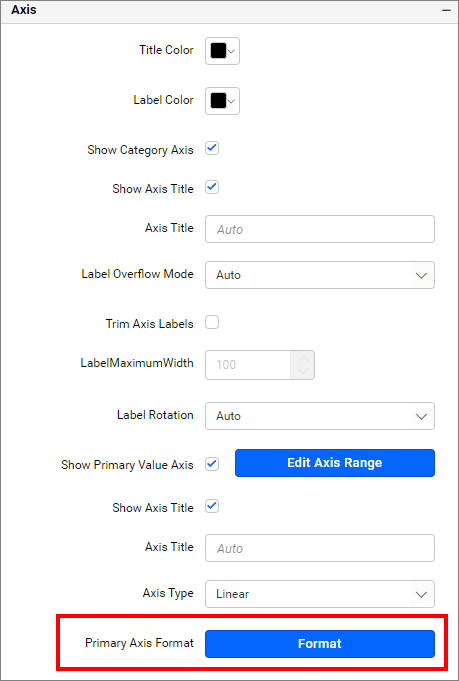 Axis
Title Color
Label Color
Show Category Axis
Show Axis Title
Axis Title Auto
Label Overflow Mode Auto
Trim Axis Labels
LabelMaximumWidth 100
Label Rotation Auto
Show Primary Value Axis Edit Axis Range
Show Axis Title
Axis Title Auto
Axis Type Linear
Primary Axis Format Format